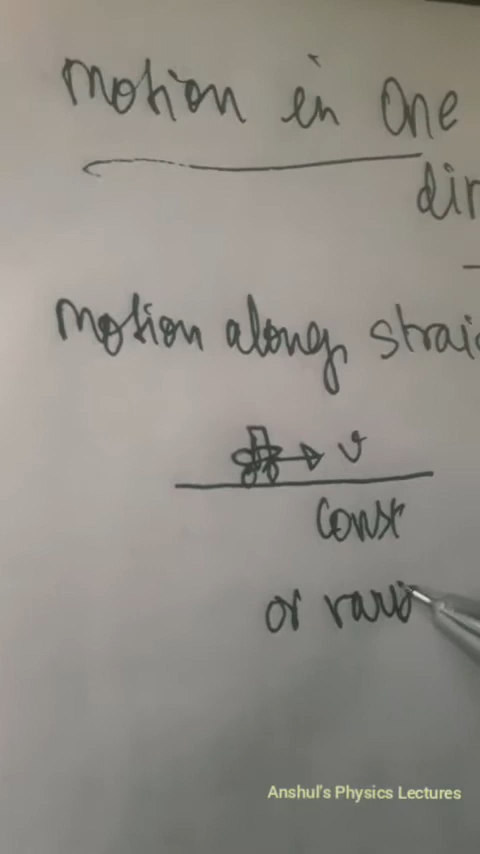 motion in One
dir
motion along strai
v
const
or vari
Anshul's Physics Lectures